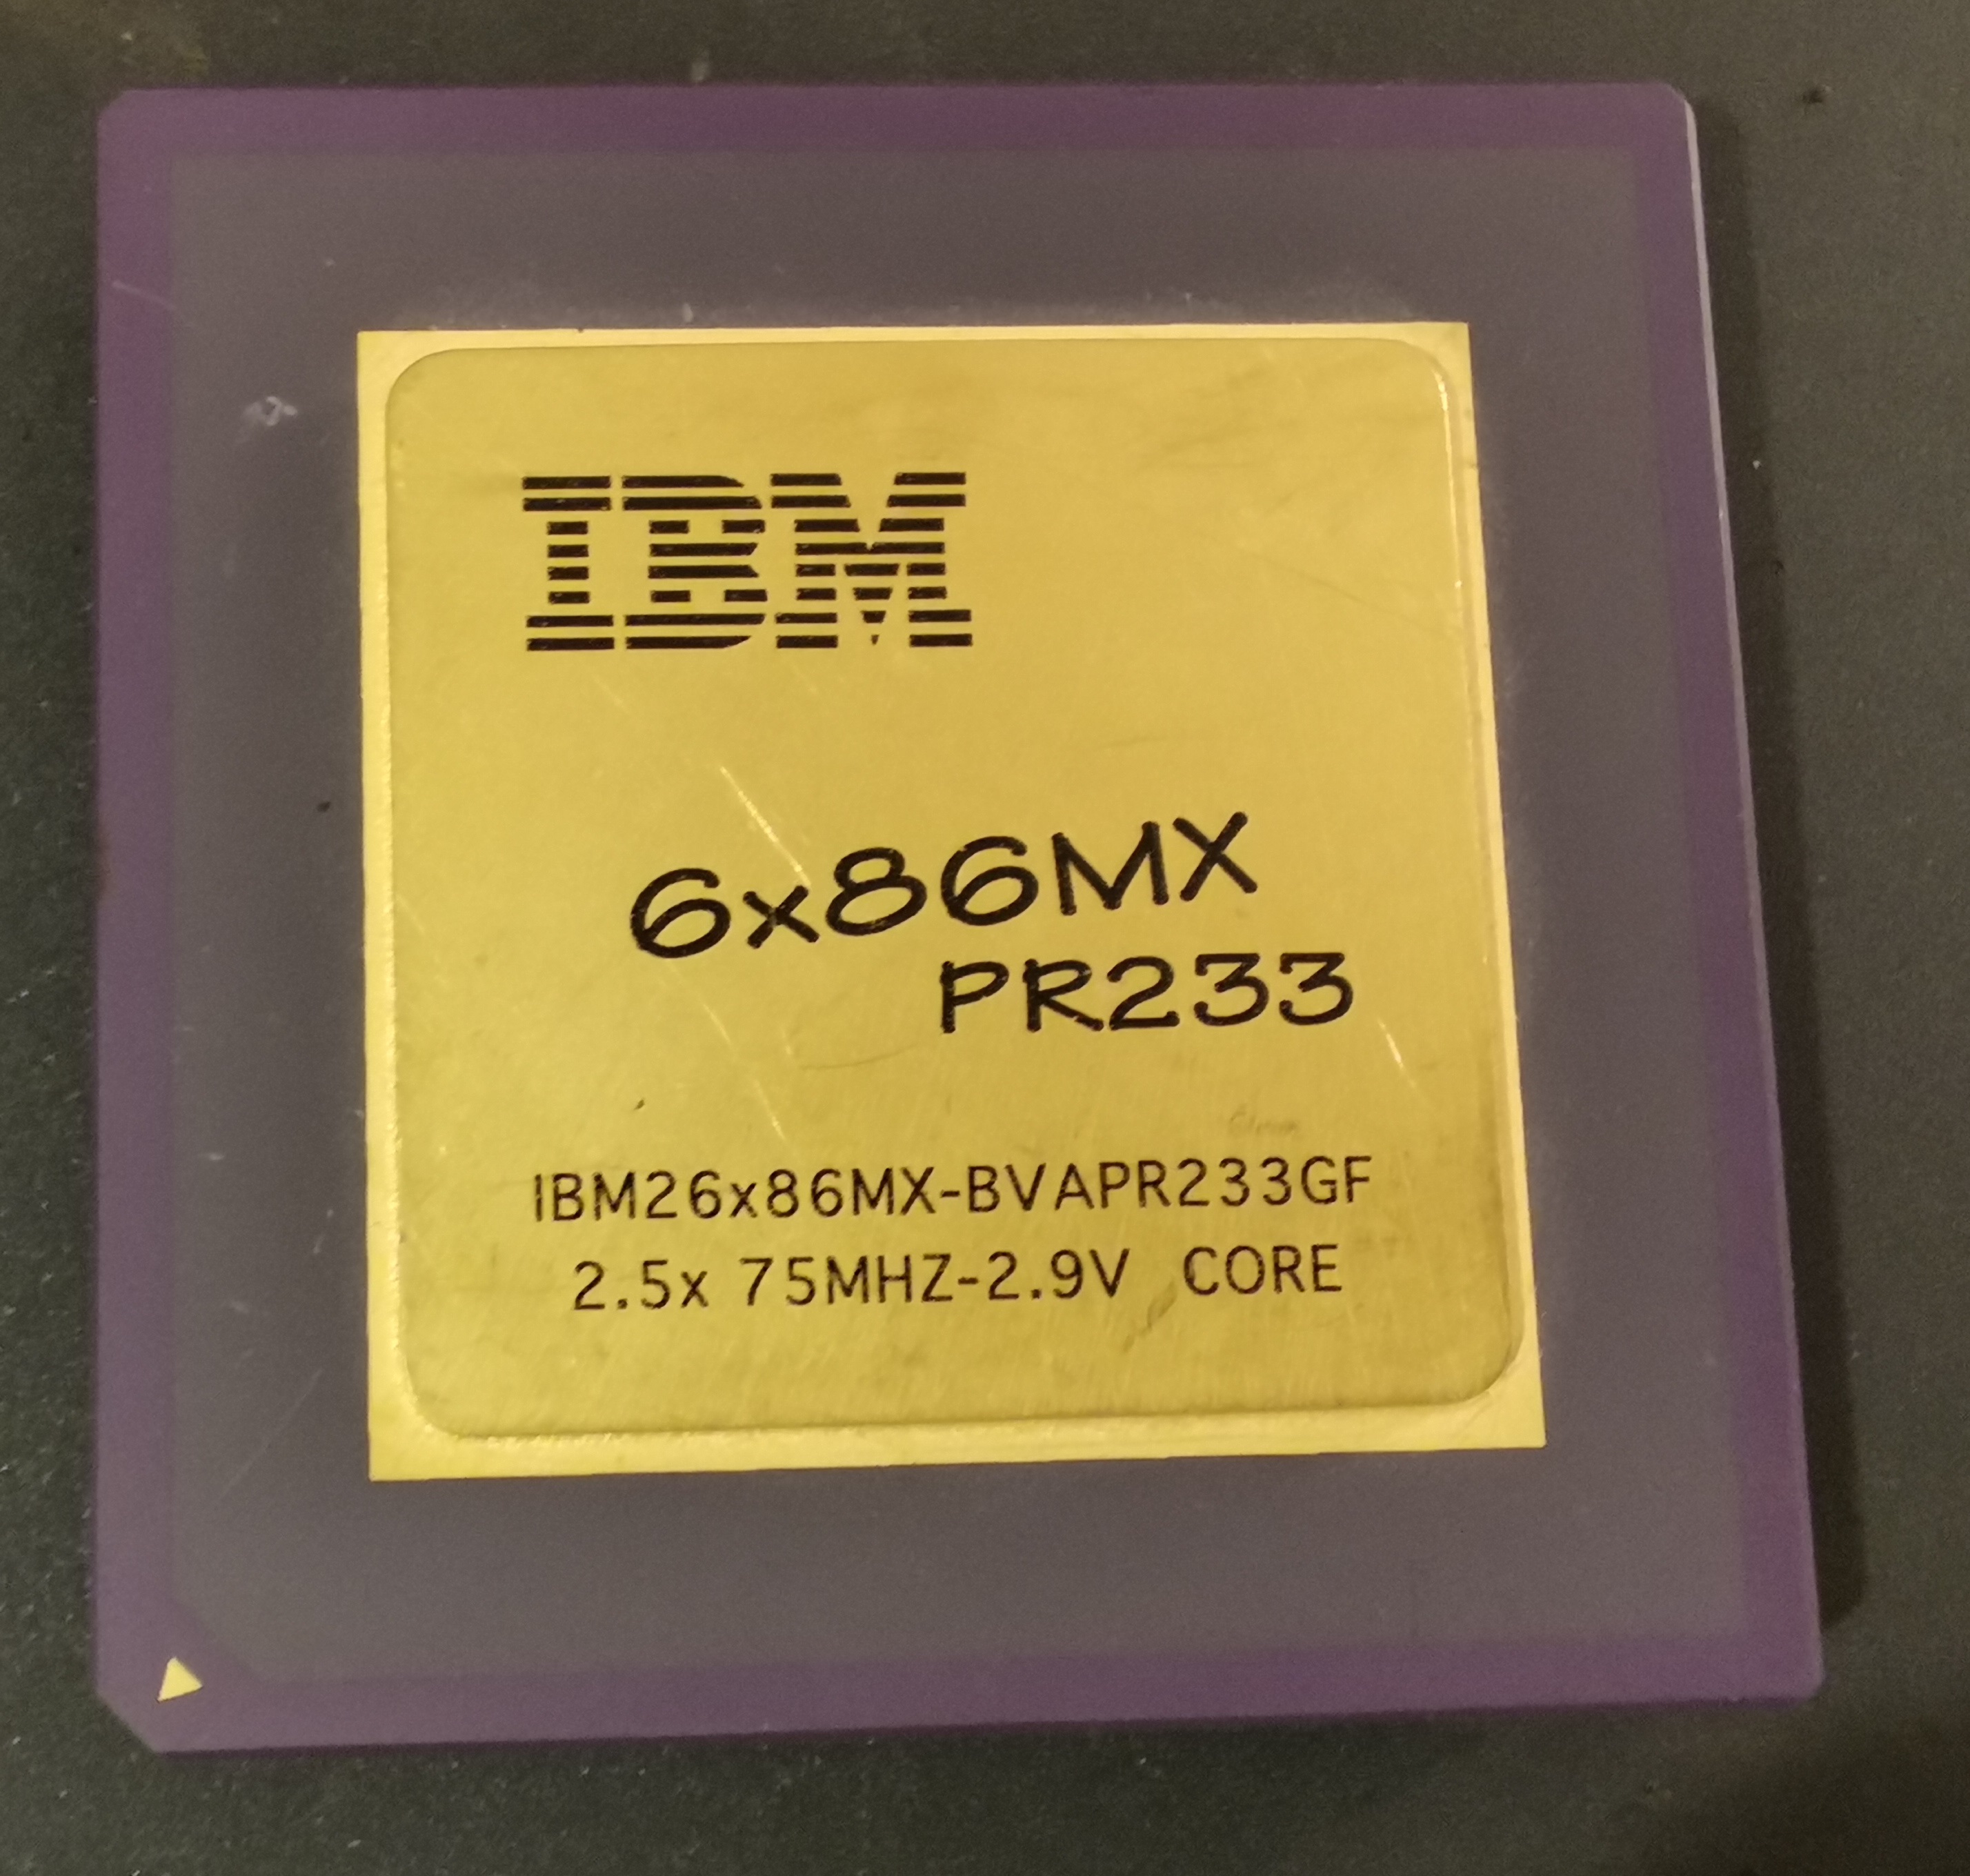 IBM
6x86MX
PR233
IBM26x86MX-BVAPR233GF
2.5x 75MHZ-2.9V CORE